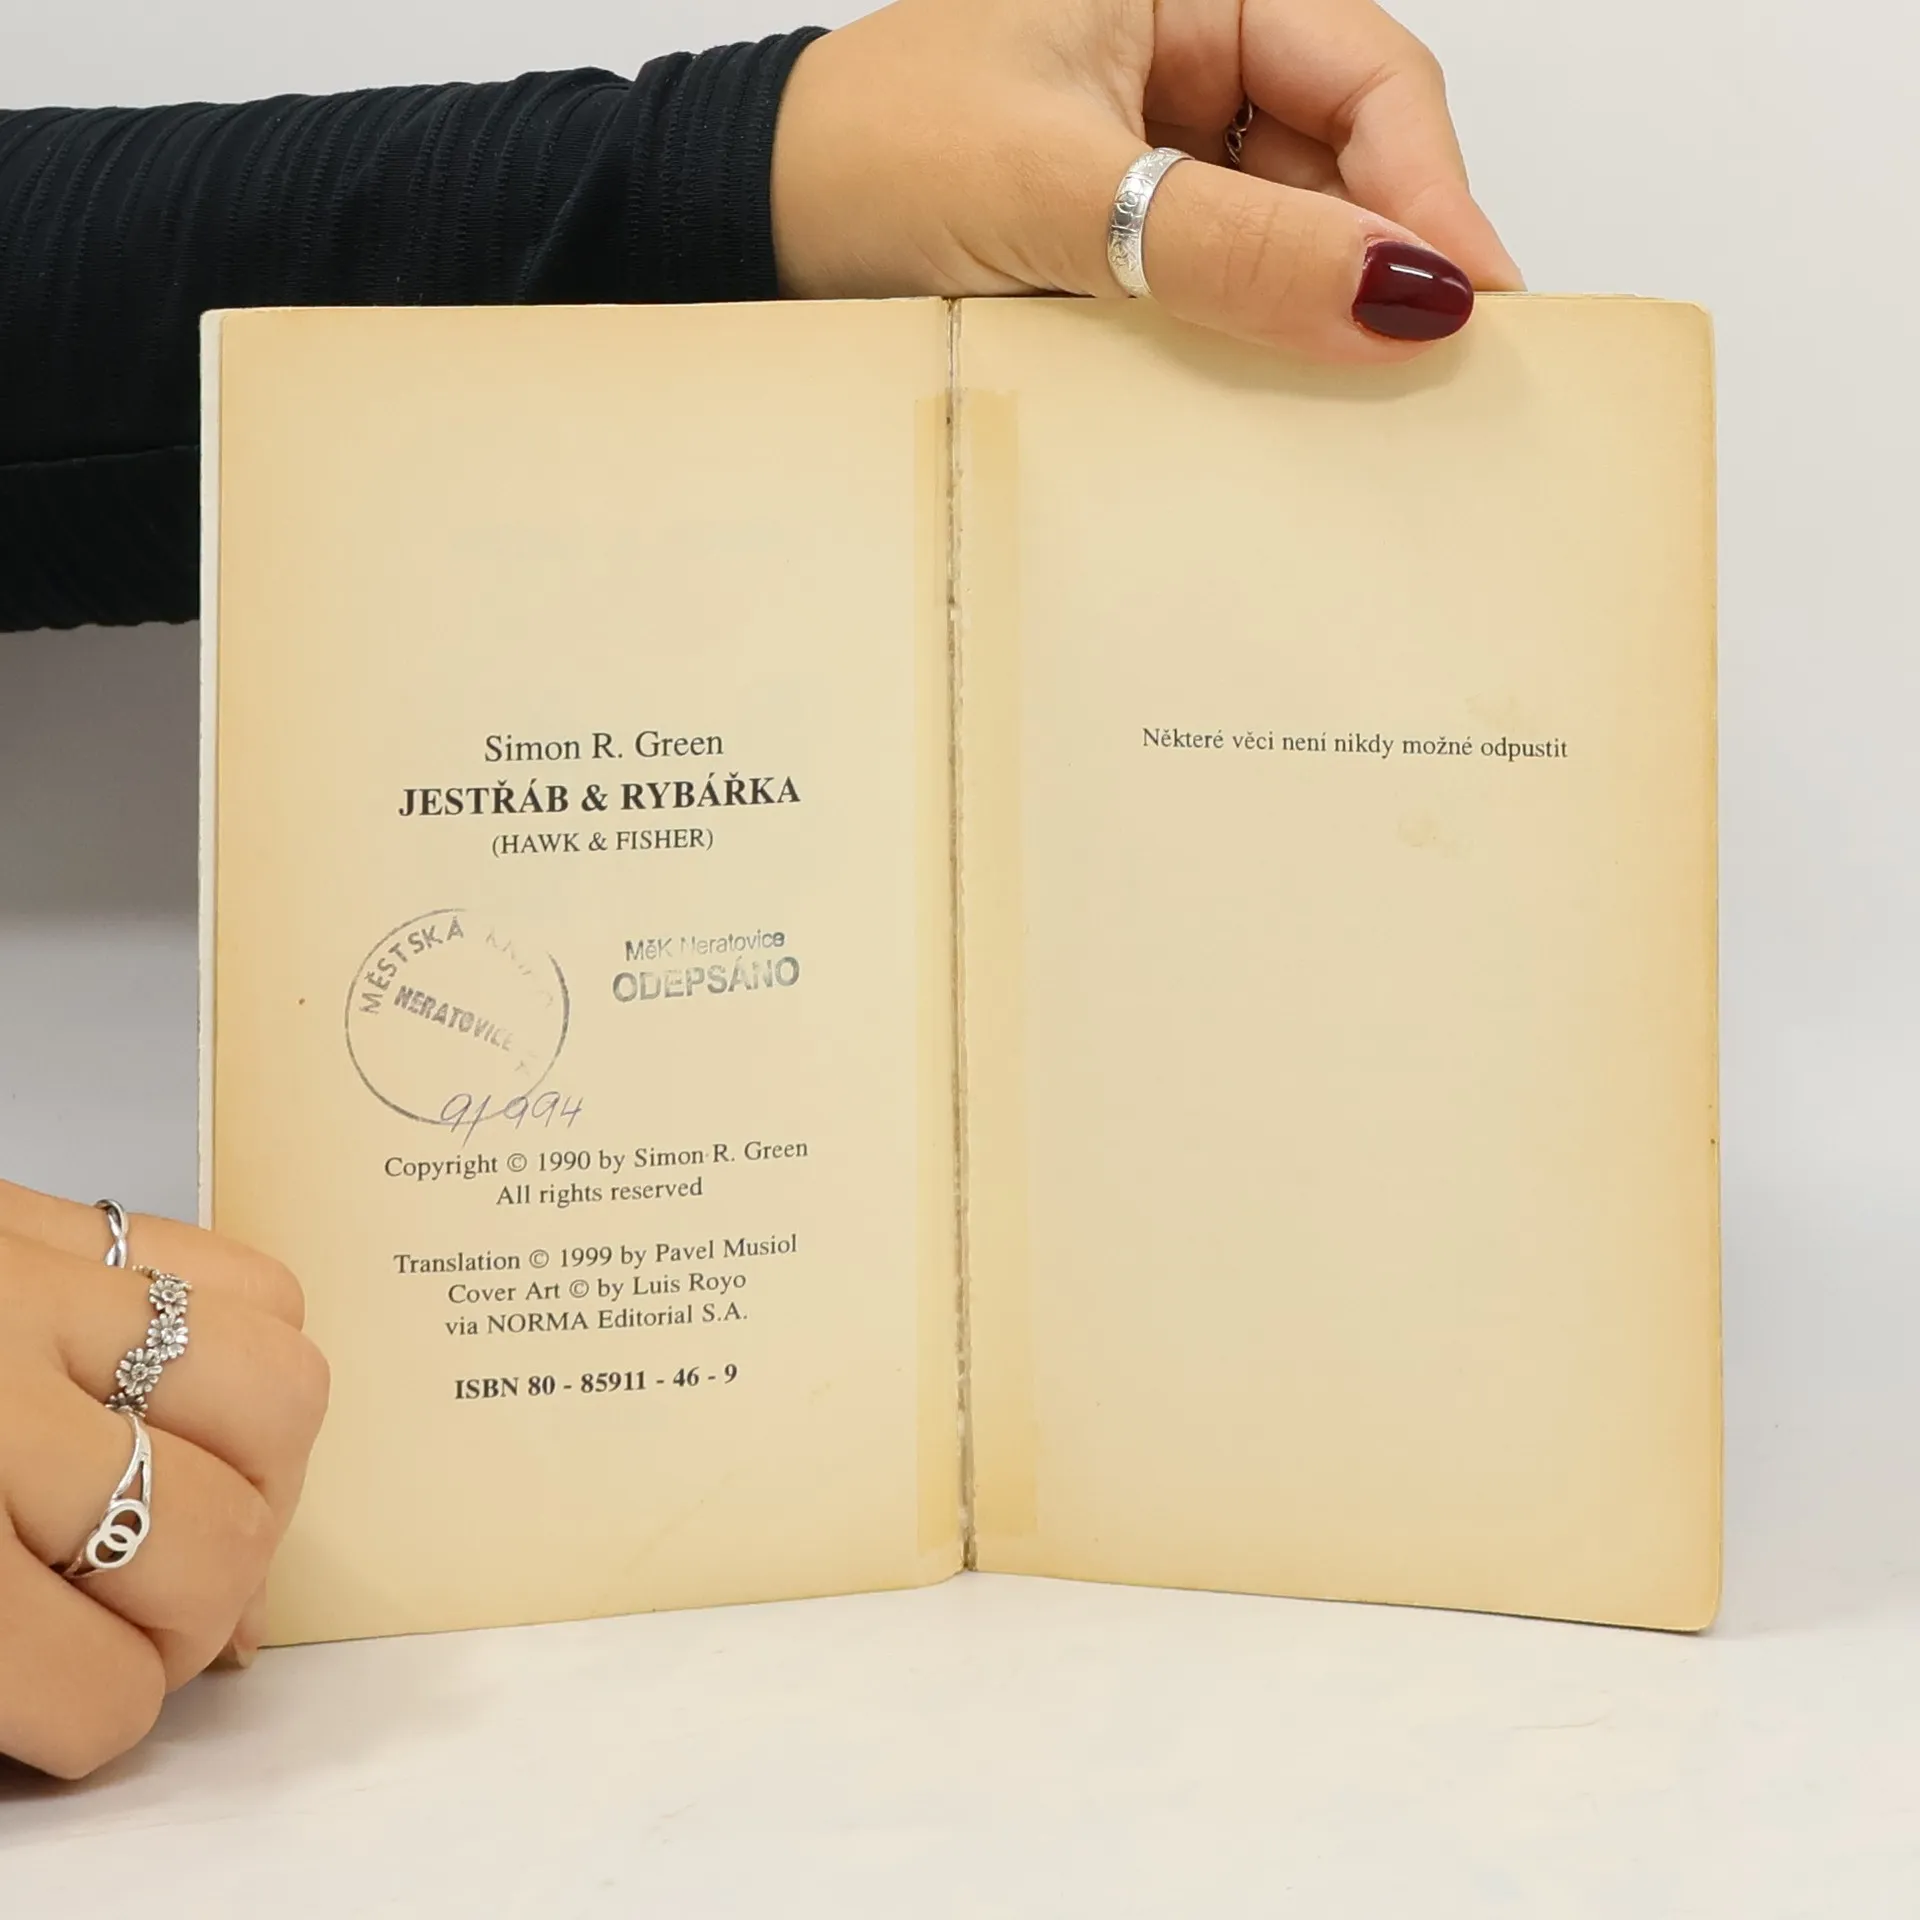 Simon R. Green
JESTŘÁB & RYBÁŘKA
(HAWK & FISHER)
MĚSTSKÁ
NERATOVICE
MěK Neratovice
ODEPSÁNO
91994
Copyright © 1990 by Simon R. Green
All rights reserved
Translation © 1999 by Pavel Musiol
Cover Art © by Luis Royo
via NORMA Editorial S.A.
ISBN 80 - 85911 - 46 - 9
Některé věci není nikdy možné odpustit